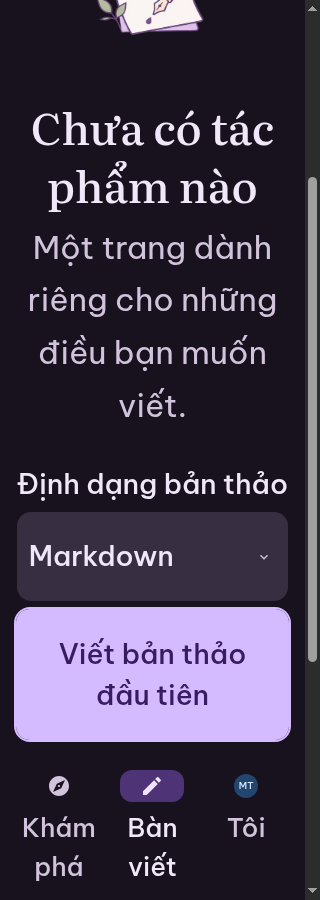 Chưa có tác
phẩm nào
Một trang dành
riêng cho những
điều bạn muốn
viết.
Định dạng bản thảo
Markdown
Viết bản thảo
đầu tiên
MT
Khám
phá
Bàn
viết
Tôi